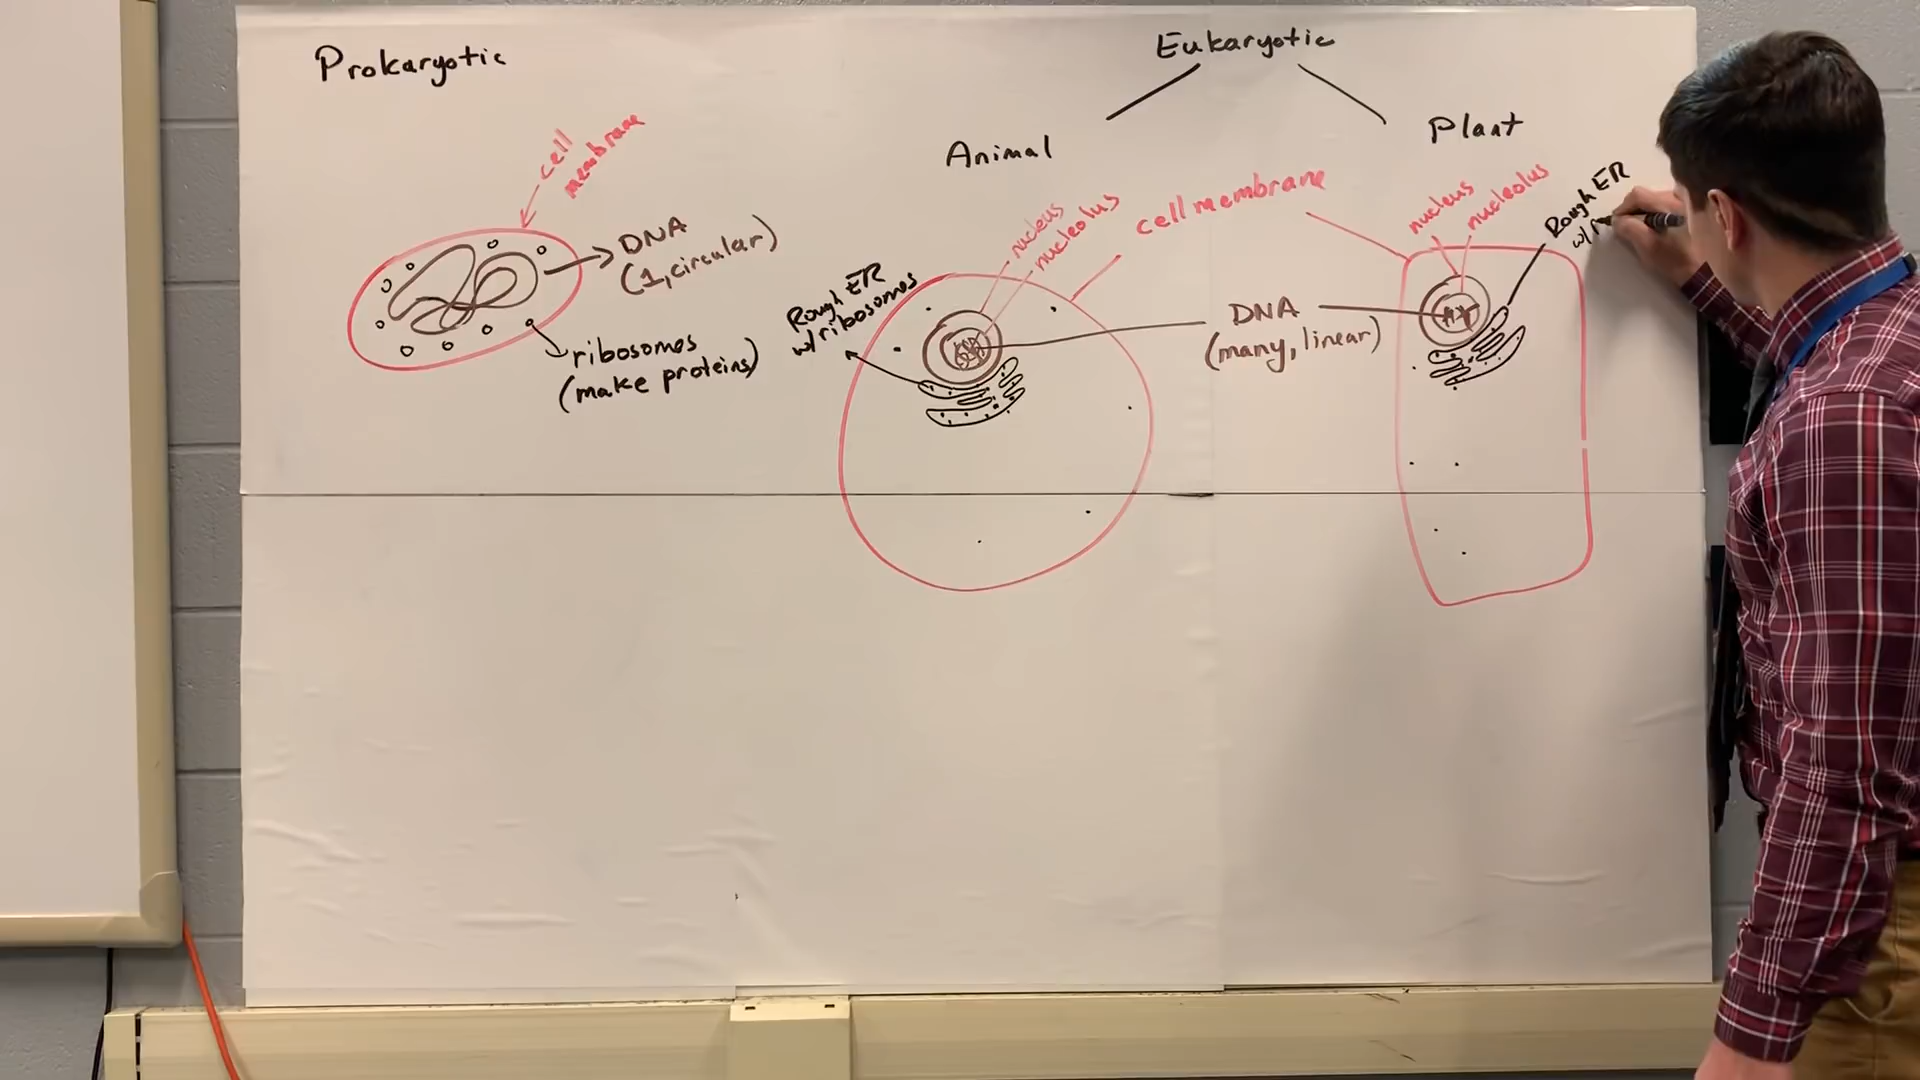 Prokaryotic
cell
membrane
DNA
(1, circular)
ribosomes
(make proteins)
Eukaryotic
Animal
Plant
cell membrane
nucleus
nucleolus
Rough ER
w/ ribosomes
DNA
(many, linear)
nucleus
nucleolus
Rough ER
w/